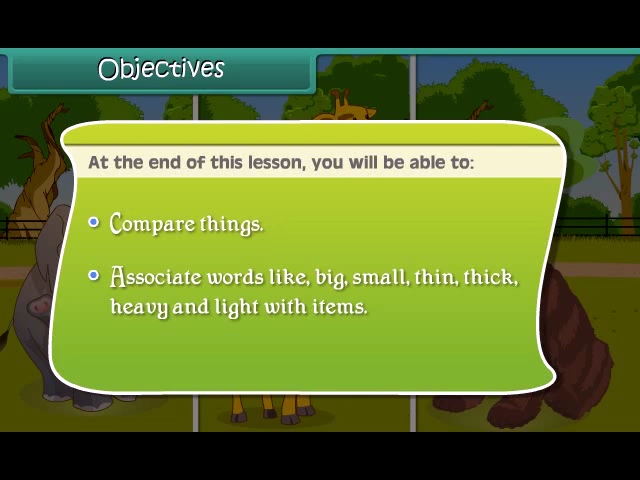 Objectives
At the end of this lesson, you will be able to:
Compare things.
Associate words like, big, small, thin, thick,
heavy and light with items.